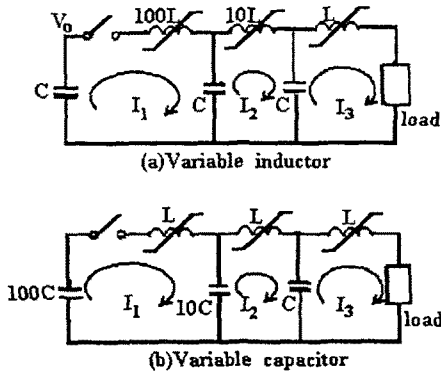 V₀ 100L 10L L
C I₁ C I₂ C I₃ load
(a)Variable inductor
L L L
100C I₁ 10C I₂ C I₃ load
(b)Variable capacitor